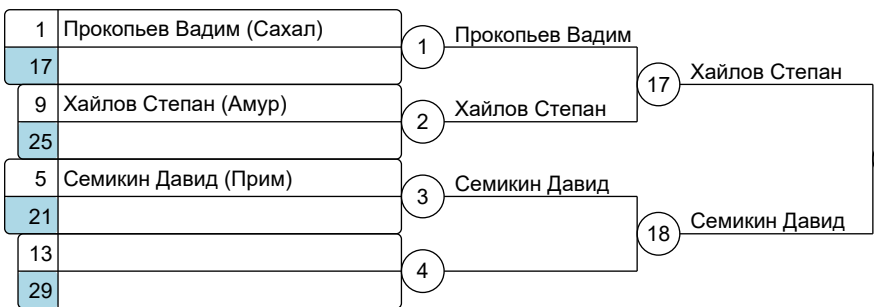 1 Прокопьев Вадим (Сахал)
17
9 Хайлов Степан (Амур)
25
5 Семикин Давид (Прим)
21
13
29
1 Прокопьев Вадим
2 Хайлов Степан
3 Семикин Давид
4
17 Хайлов Степан
18 Семикин Давид